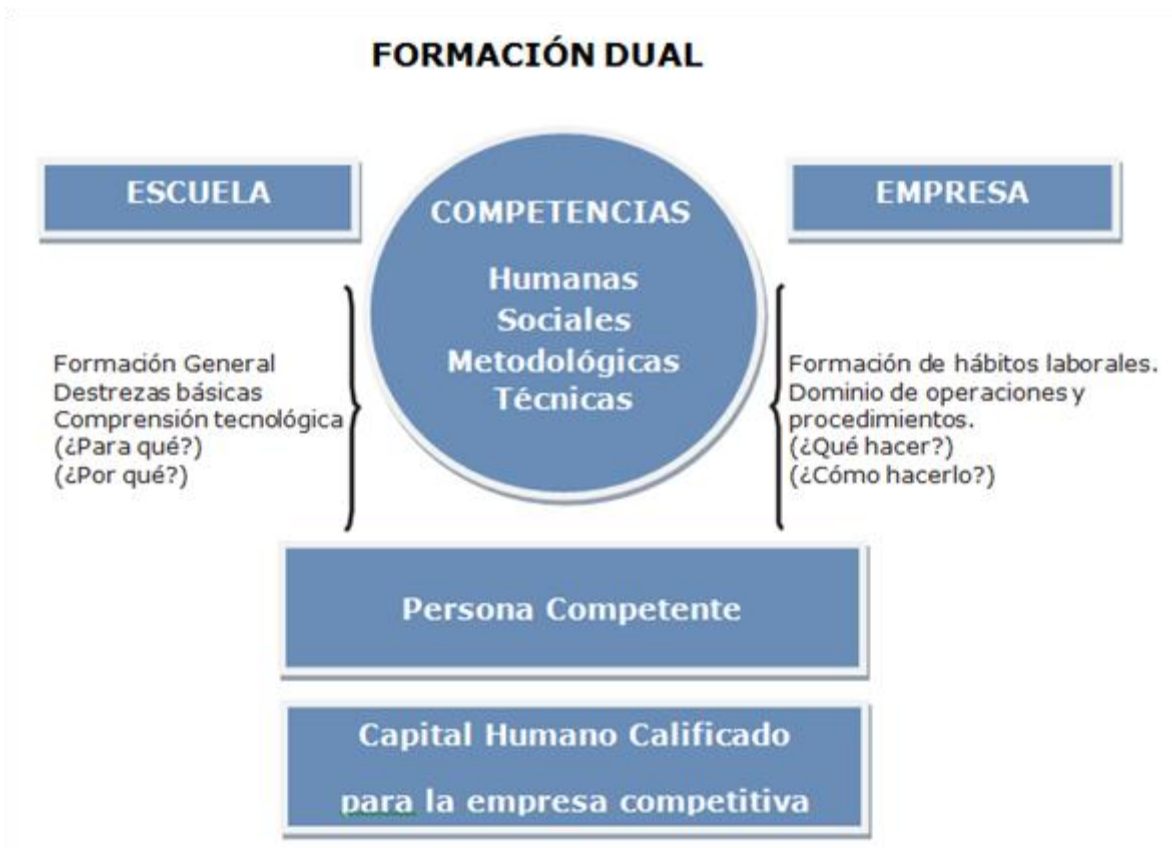 FORMACIÓN DUAL
ESCUELA
Formación General
Destrezas básicas
Comprensión tecnológica
(¿Para qué?)
(¿Por qué?)
COMPETENCIAS
Humanas
Sociales
Metodológicas
Técnicas
EMPRESA
Formación de hábitos laborales.
Dominio de operaciones y
procedimientos.
(¿Qué hacer?)
(¿Cómo hacerlo?)
Persona Competente
Capital Humano Calificado
para la empresa competitiva